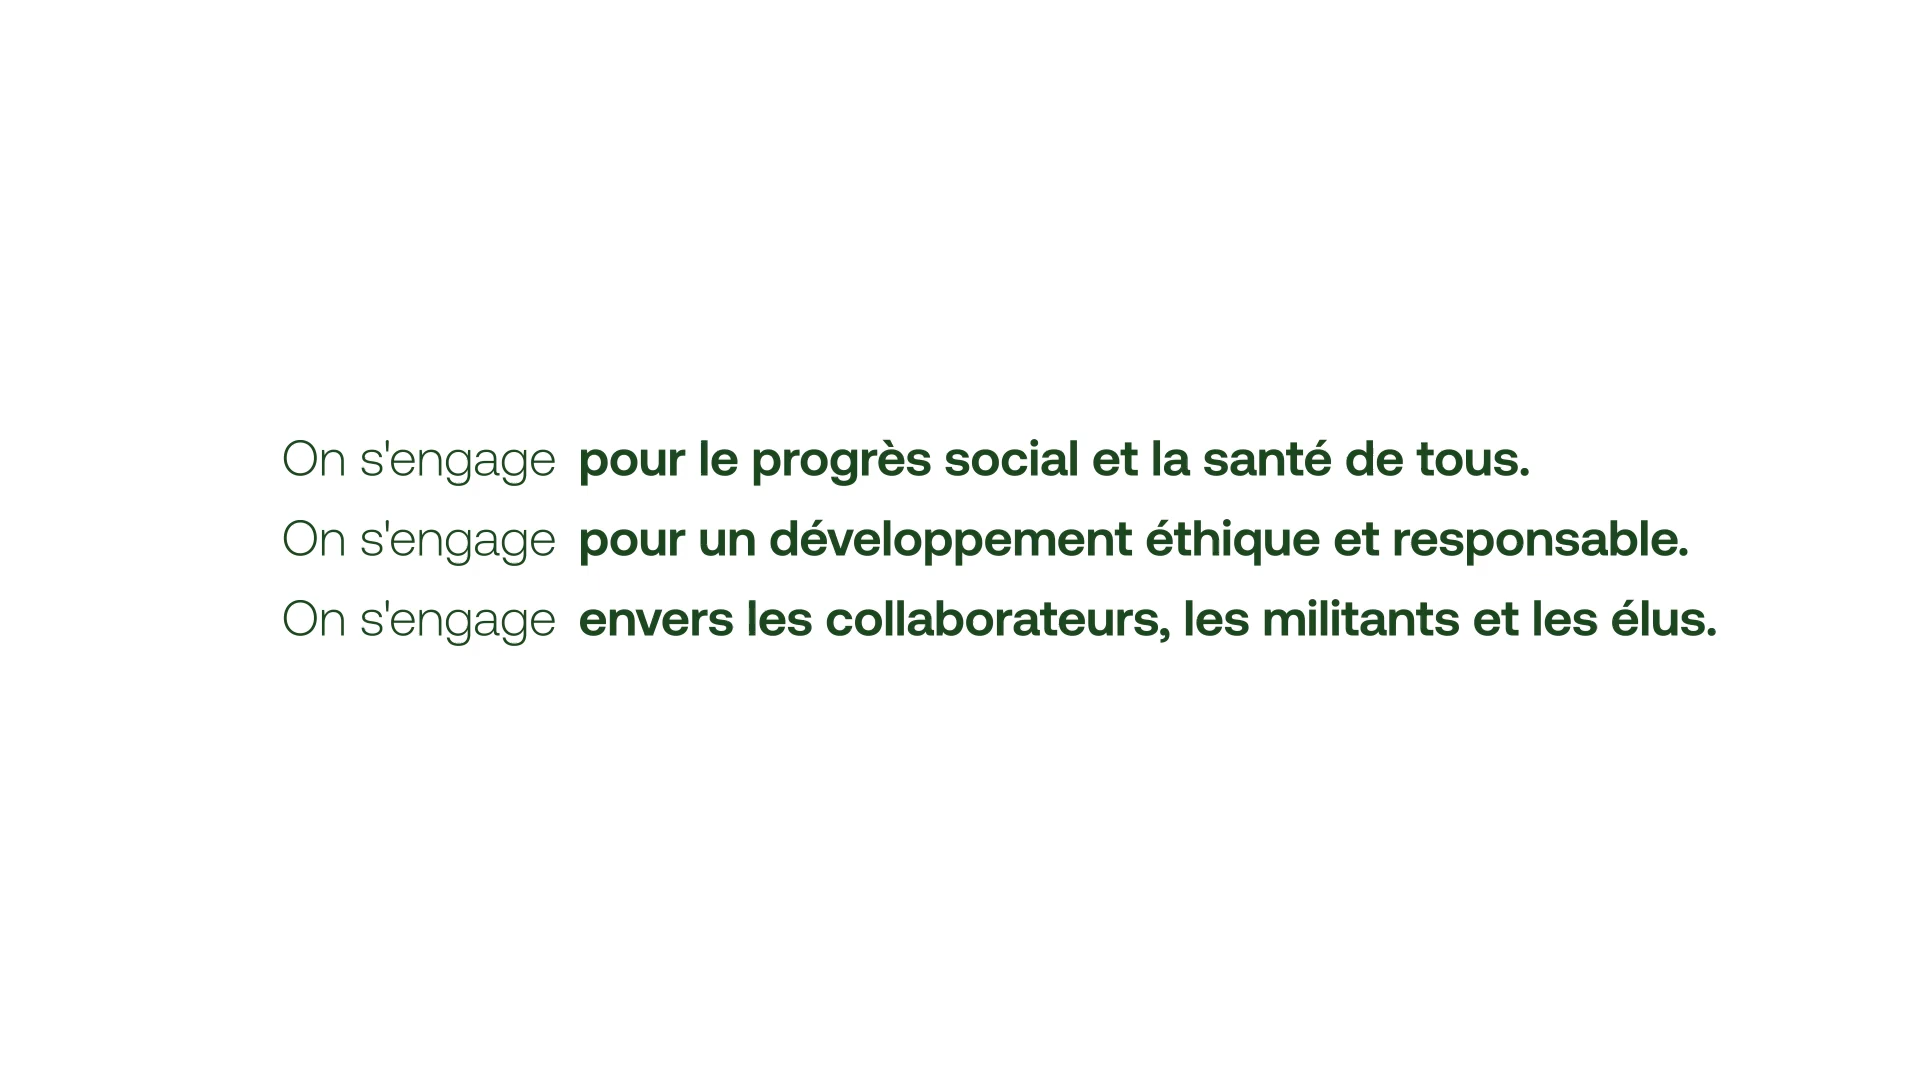 On s'engage pour le progrès social et la santé de tous.
On s'engage pour un développement éthique et responsable.
On s'engage envers les collaborateurs, les militants et les élus.